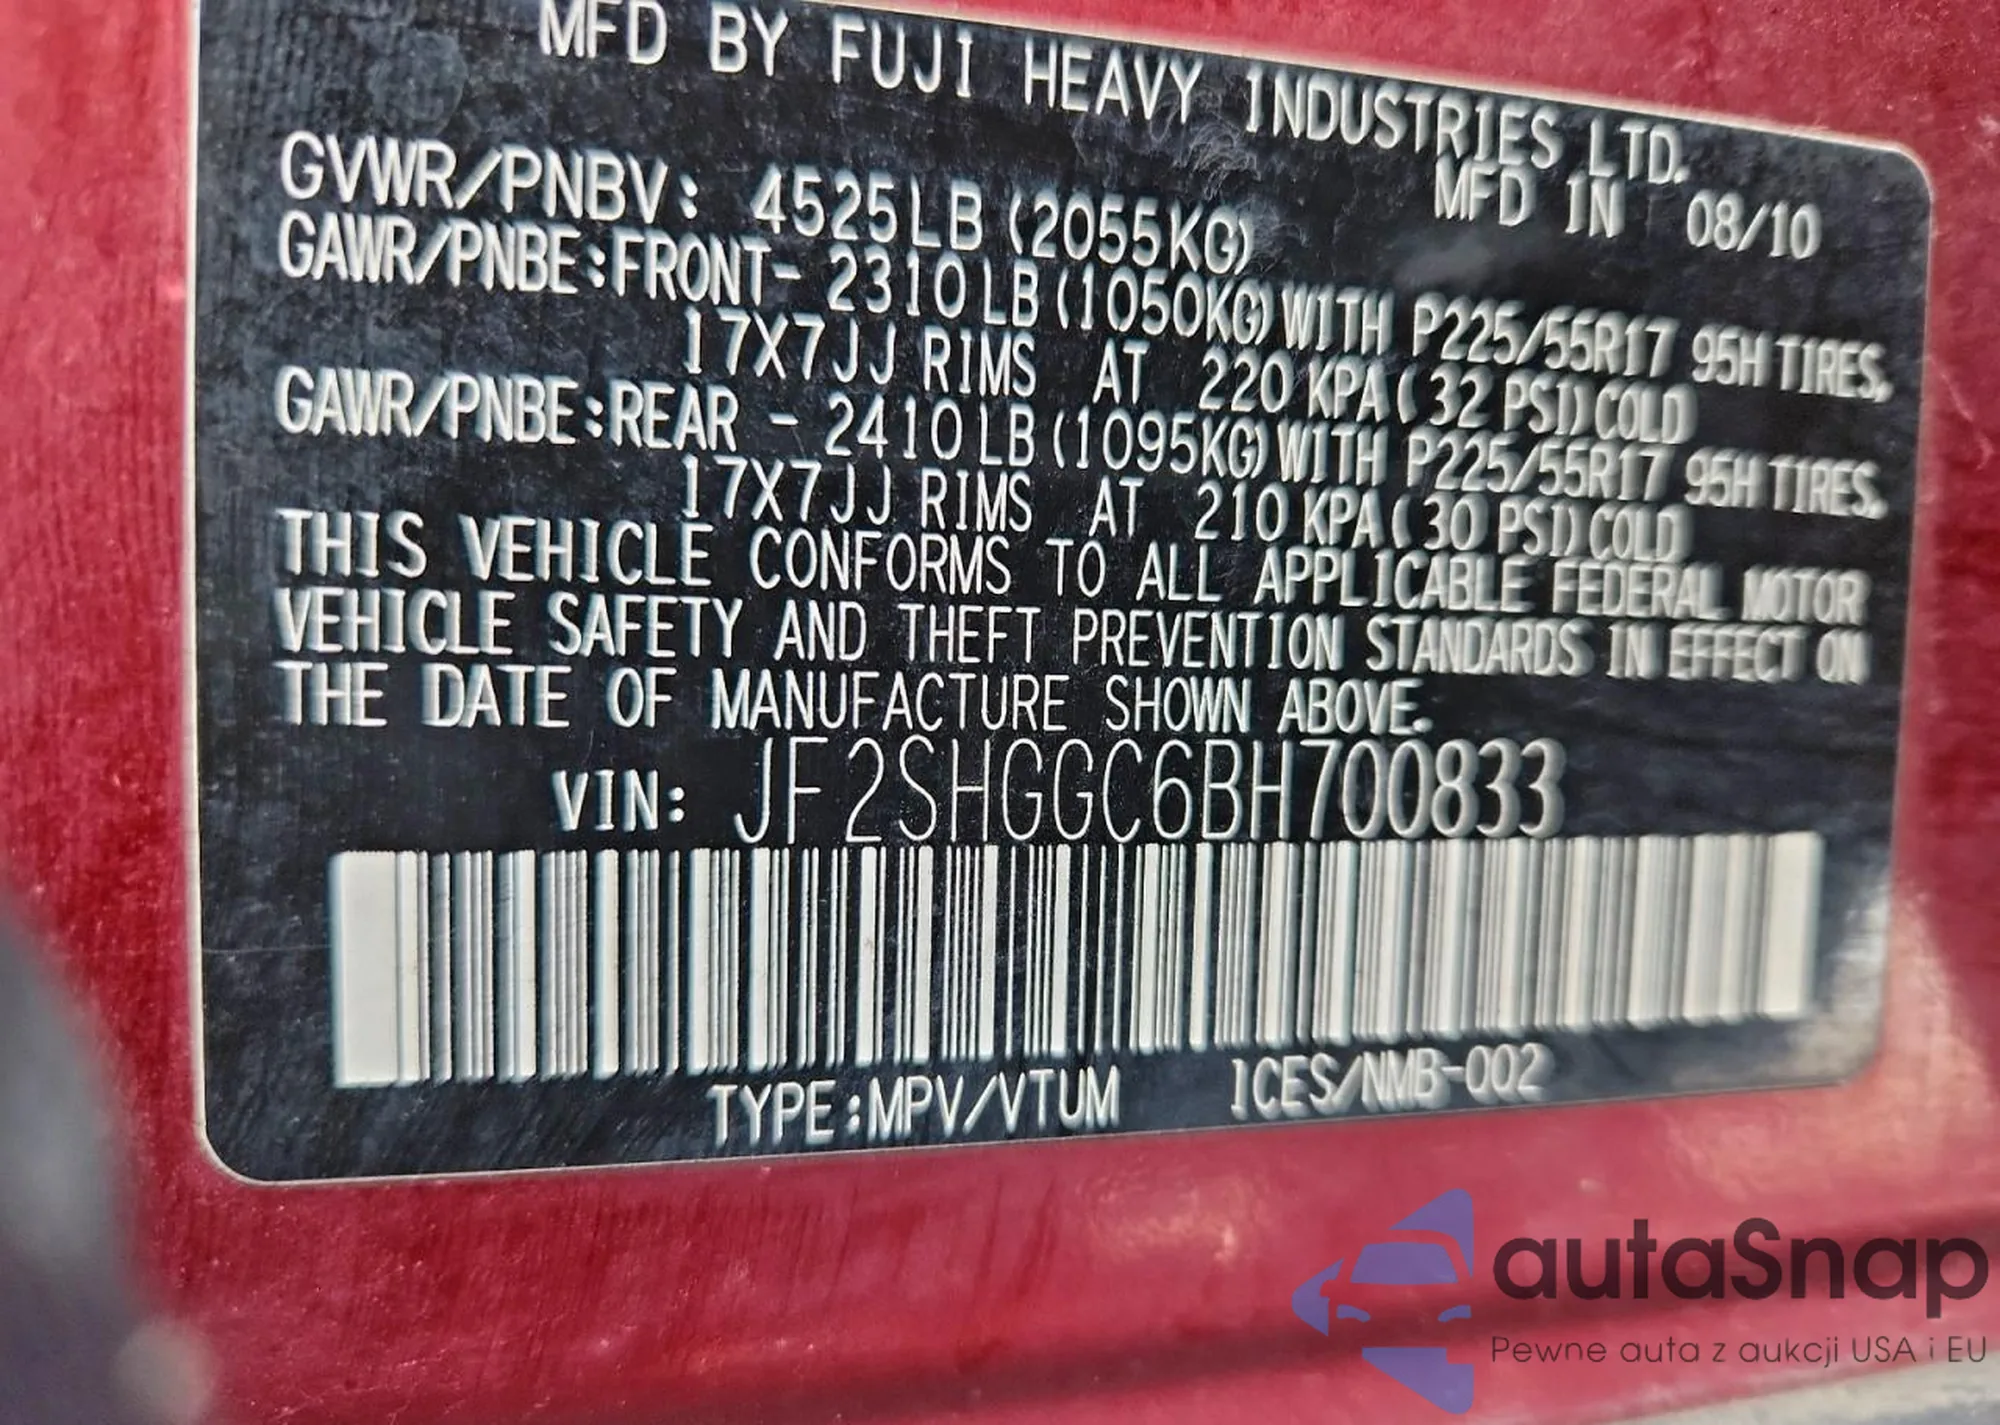 MFD BY FUJI HEAVY INDUSTRIES LTD.
MFD IN 08/10
GVWR/PNBV: 4525LB (2055KG)
GAWR/PNBE:FRONT- 2310LB (1050KG) WITH P225/55R17 95H TIRES,
17X7JJ RIMS AT 220 KPA ( 32 PSI) COLD
GAWR/PNBE:REAR - 2410LB (1095KG) WITH P225/55R17 95H TIRES,
17X7JJ RIMS AT 210 KPA ( 30 PSI) COLD
THIS VEHICLE CONFORMS TO ALL APPLICABLE FEDERAL MOTOR
VEHICLE SAFETY AND THEFT PREVENTION STANDARDS IN EFFECT ON
THE DATE OF MANUFACTURE SHOWN ABOVE.
VIN: JF2SHGGC6BH700833
TYPE:MPV/VTUM ICES/NMB-002
autaSnap
Pewne auta z aukcji USA i EU